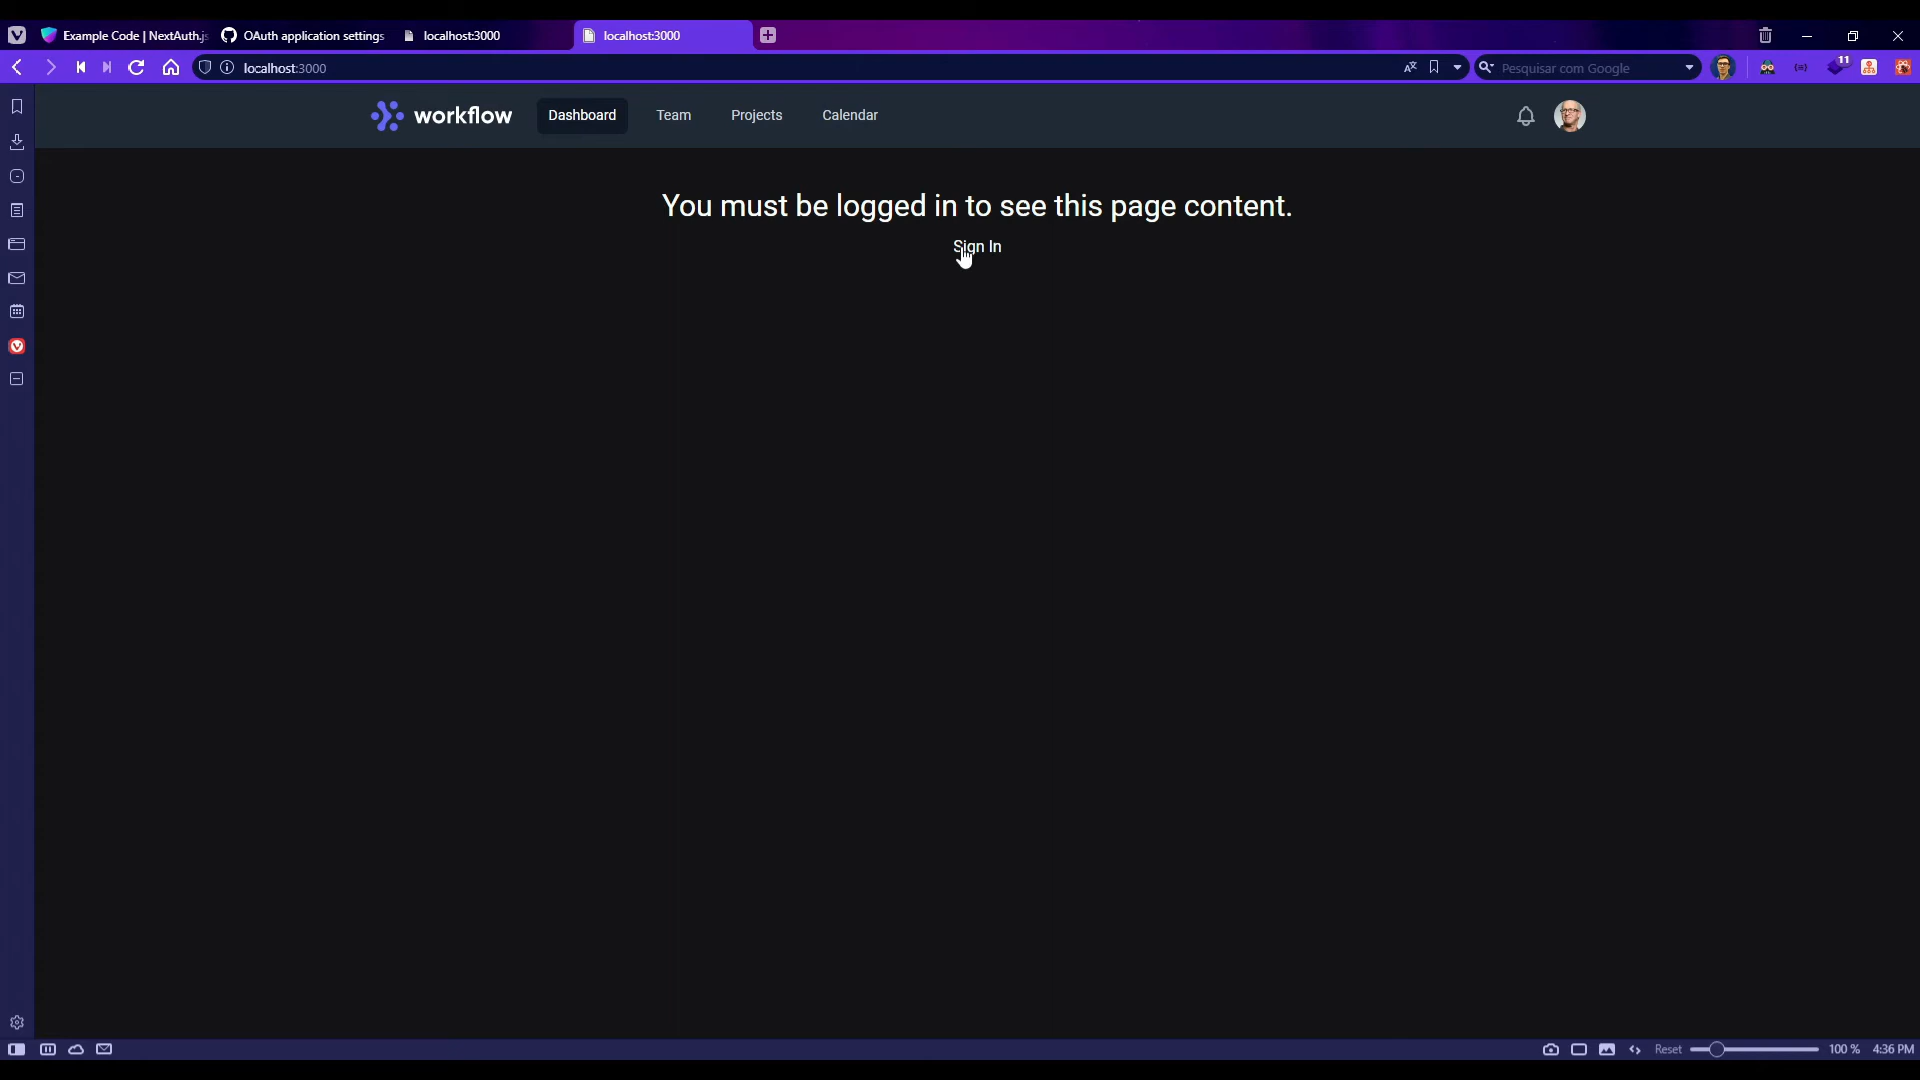 Example Code | NextAuth.js
OAuth application settings
localhost:3000
localhost:3000
localhost:3000
Pesquisar com Google
11
workflow
Dashboard
Team
Projects
Calendar
You must be logged in to see this page content.
Sign In
Reset
100 %
4:36 PM